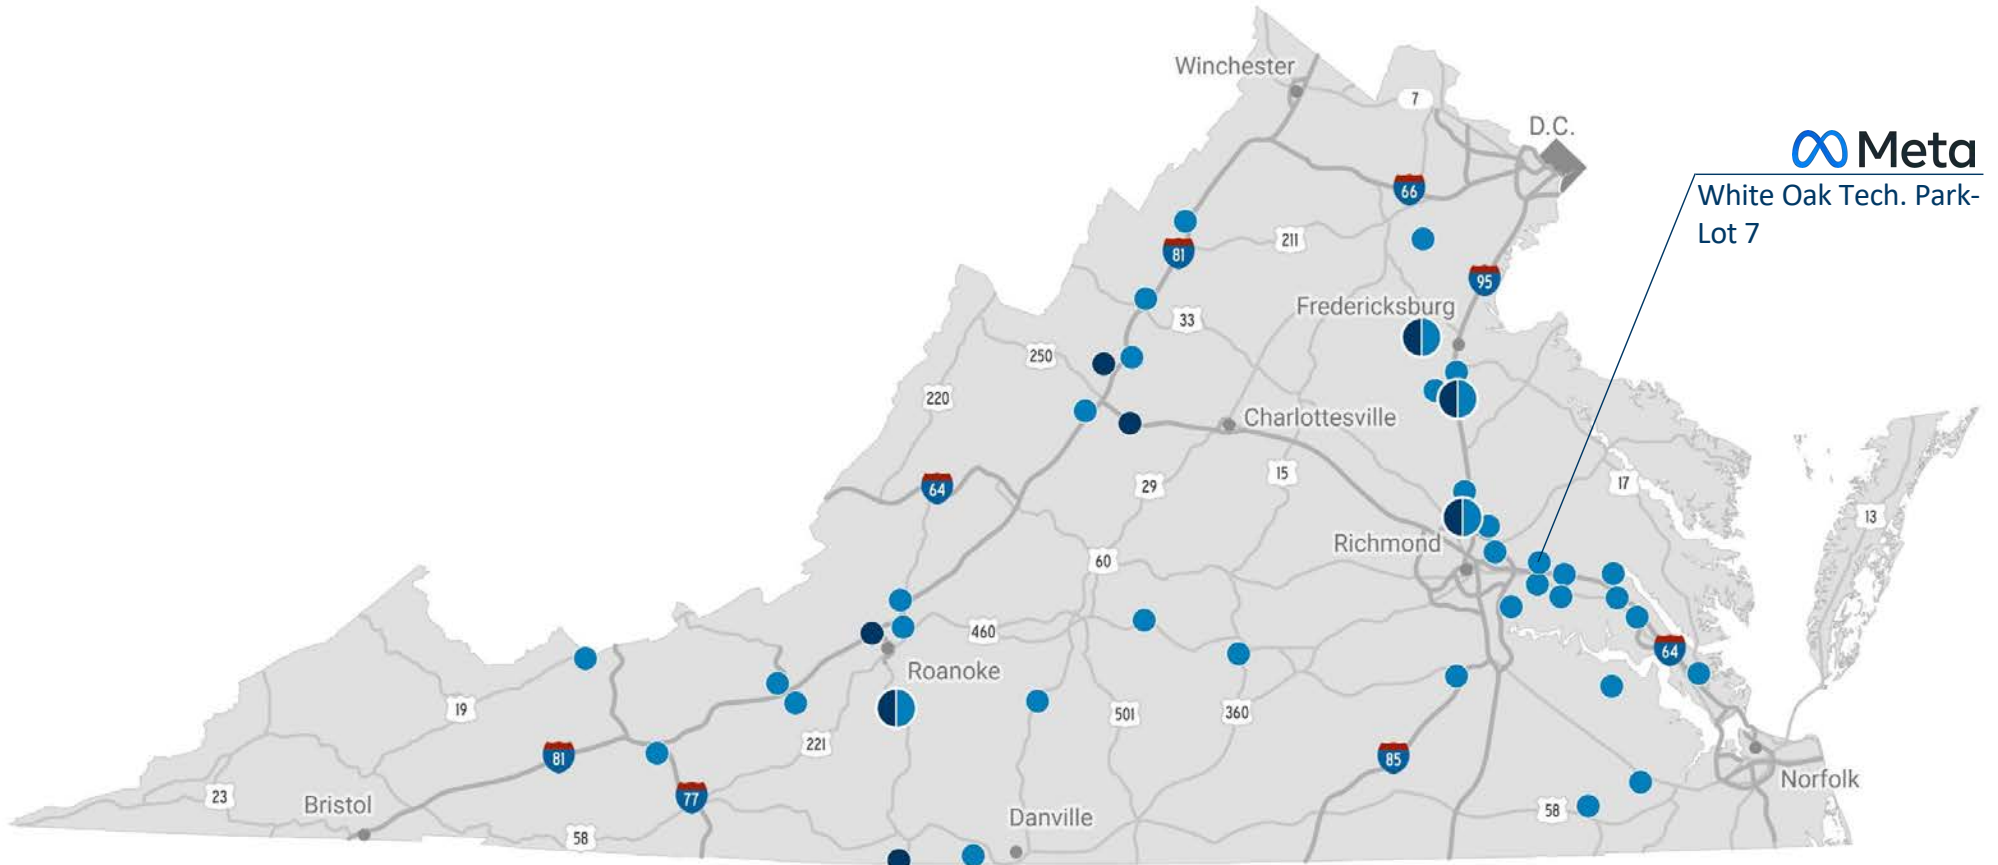 Winchester
7
D.C.
Meta
66
White Oak Tech. Park-
Lot 7
211
81
95
Fredericksburg
33
250
220
Charlottesville
15
64
29
17
13
Richmond
60
460
64
Roanoke
19
501
360
221
81
85
77
23
Bristol
Norfolk
58
Danville
58